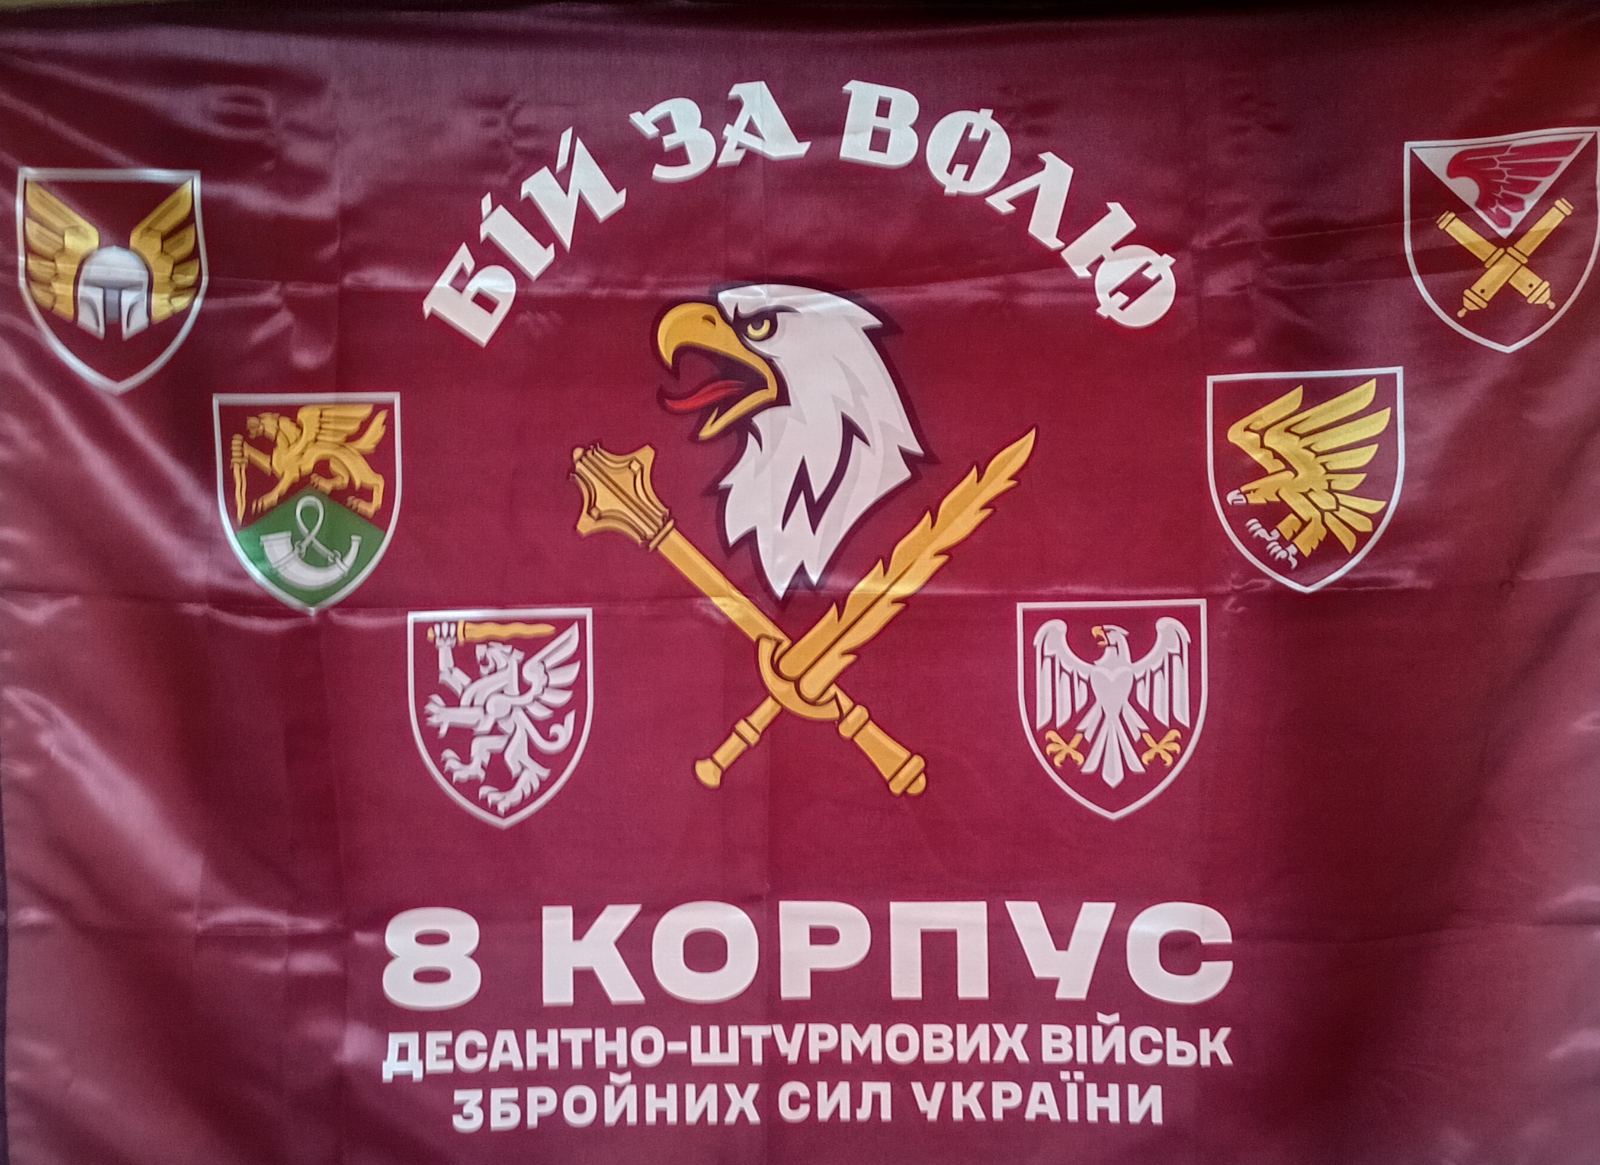 БІЙ ЗА ВОЛЮ
8 КОРПУС
ДЕСАНТНО-ШТУРМОВИХ ВІЙСЬК
ЗБРОЙНИХ СИЛ УКРАЇНИ